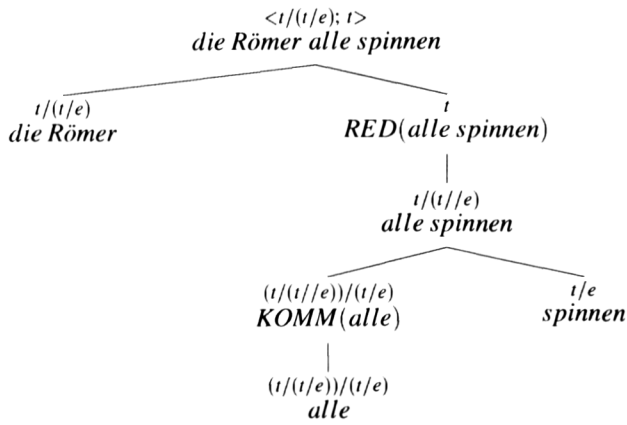 <t/(t/e); t>
die Römer alle spinnen
t/(t/e)
die Römer
t
RED(alle spinnen)
t/(t//e)
alle spinnen
(t/(t//e))/(t/e)
KOMM(alle)
t/e
spinnen
(t/(t/e))/(t/e)
alle